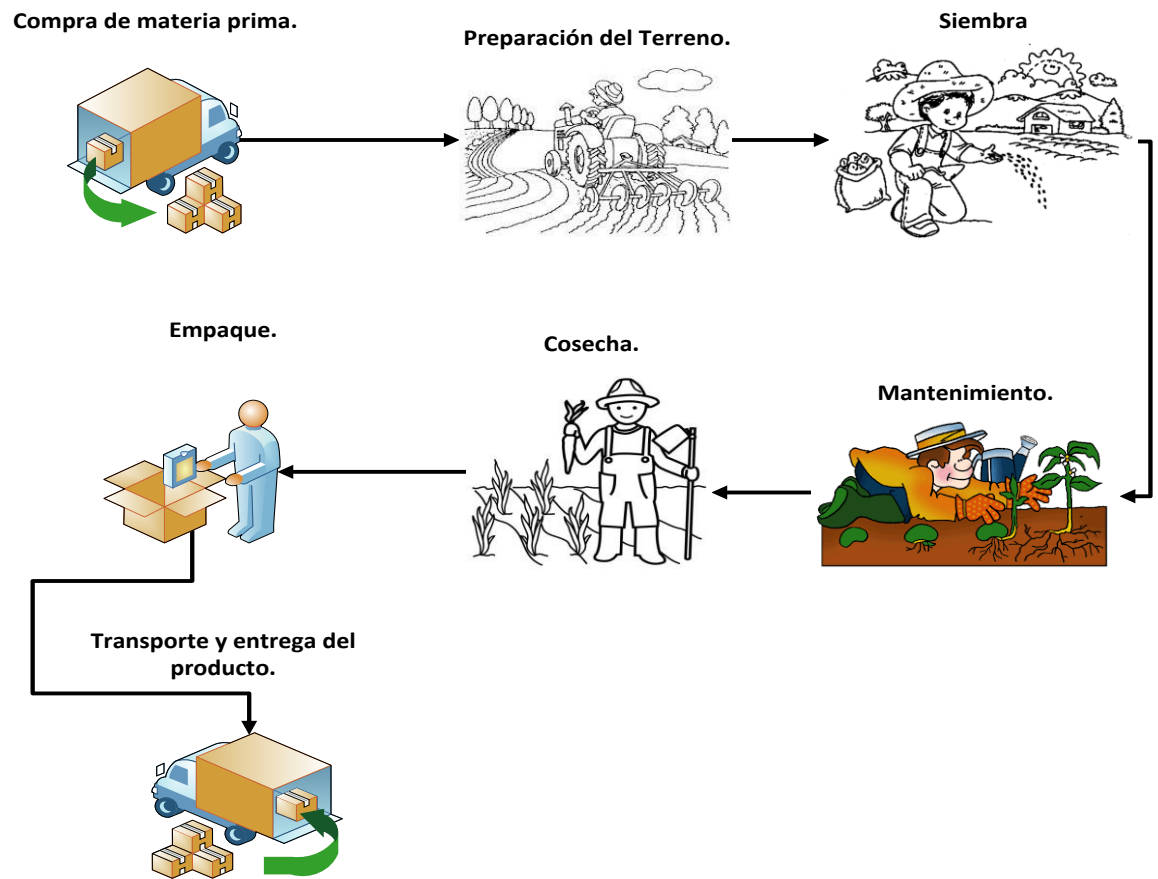 Compra de materia prima.
Preparación del Terreno.
Siembra
Mantenimiento.
Cosecha.
Empaque.
Transporte y entrega del
producto.